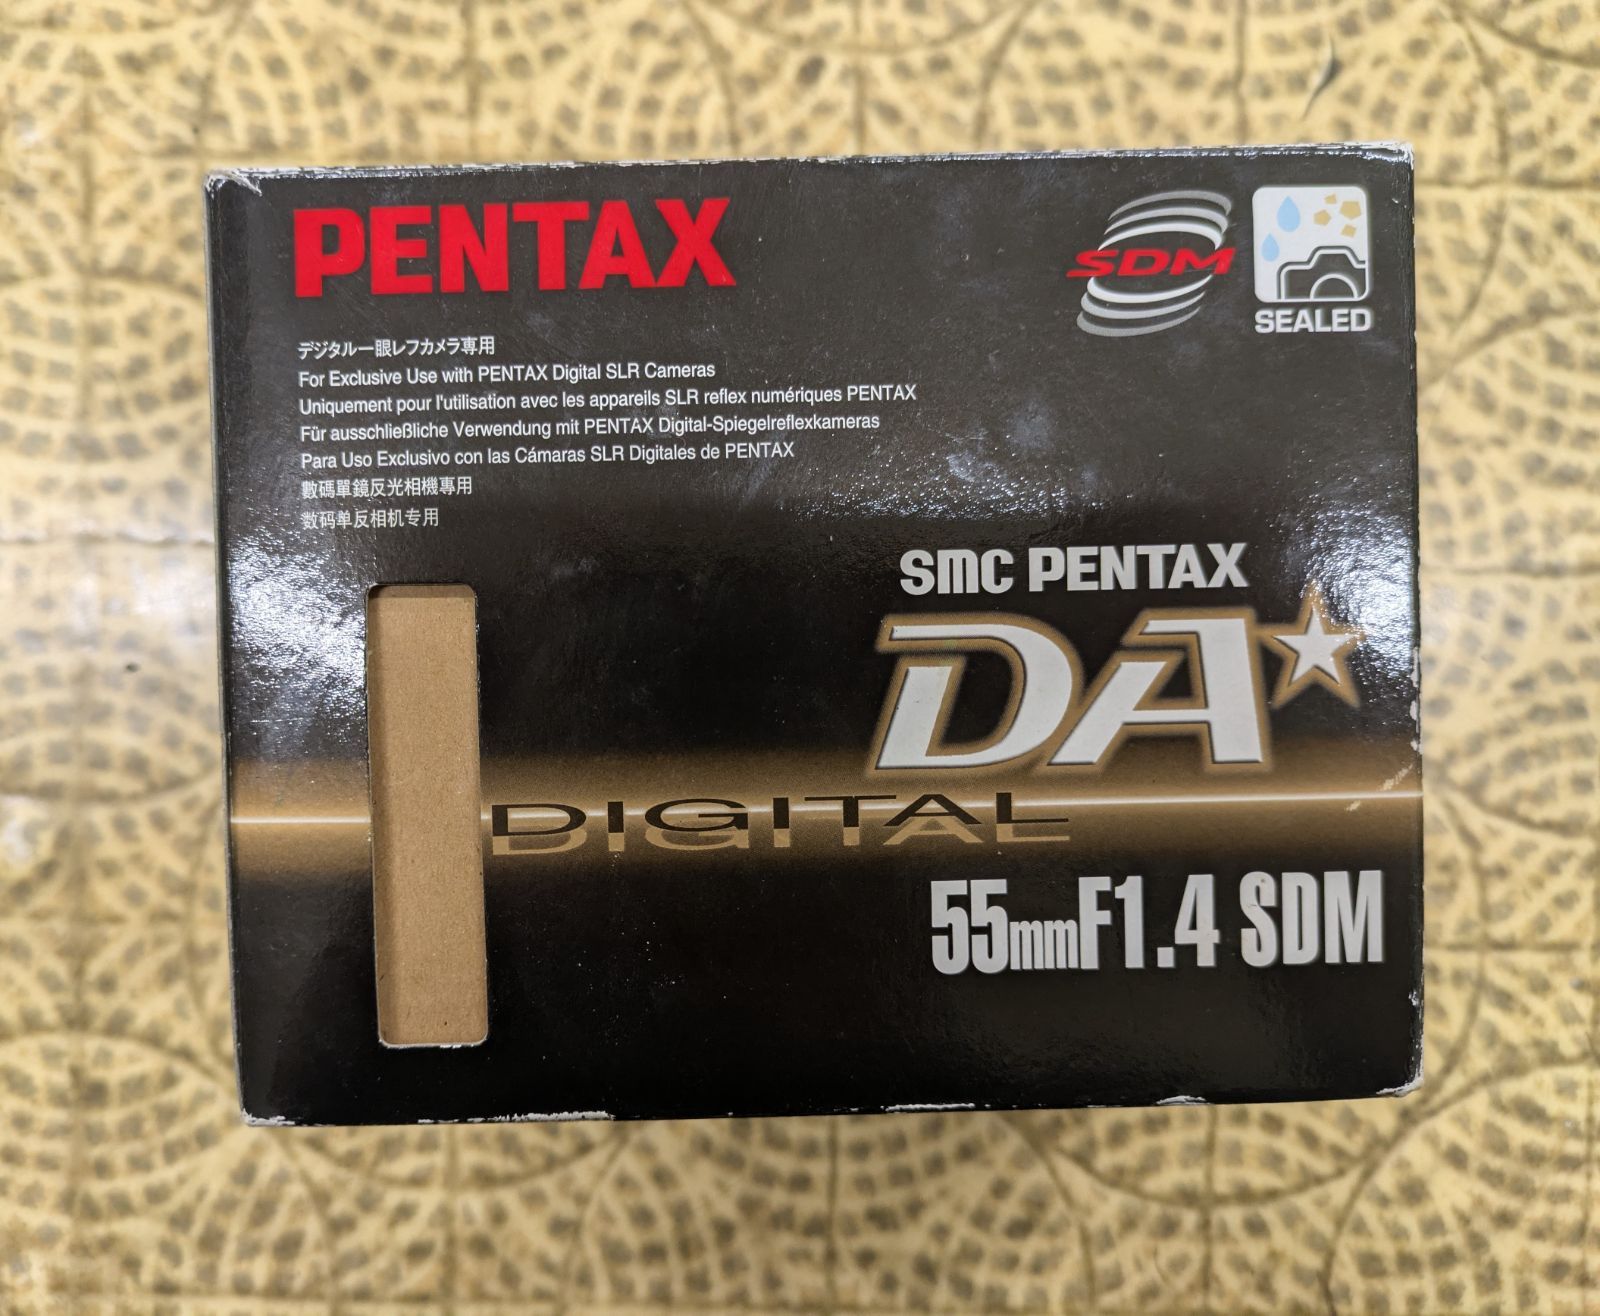 PENTAX
SDM
SEALED
デジタル一眼レフカメラ専用
For Exclusive Use with PENTAX Digital SLR Cameras
Uniquement pour l'utilisation avec les appareils SLR reflex numériques PENTAX
Für ausschließliche Verwendung mit PENTAX Digital-Spiegelreflexkameras
Para Uso Exclusivo con las Cámaras SLR Digitales de PENTAX
數碼單鏡反光相機專用
数码单反相机专用
smc PENTAX
DA★
DIGITAL
55mmF1.4 SDM